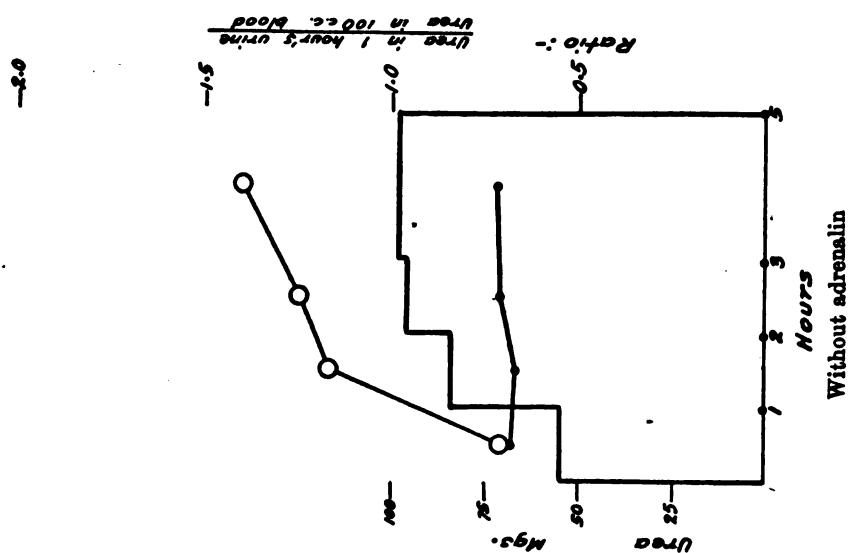 Urea
Mgs.
100
75
50
25
Ratio :-
Urea in 1 hour's urine
Urea in 100 c.c. blood
2.0
1.5
1.0
0.5
1 2 3 5
Hours
Without adrenalin